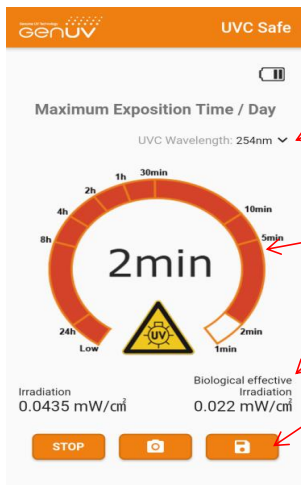 GenUV
UVC Safe
Maximum Exposition Time / Day
UVC Wavelength: 254nm
30min
1h
2h
4h
8h
24h
Low
10min
5min
2min
1min
2min
UV
Irradiation
0.0435 mW/㎠
Biological effective
Irradiation
0.022 mW/㎠
STOP